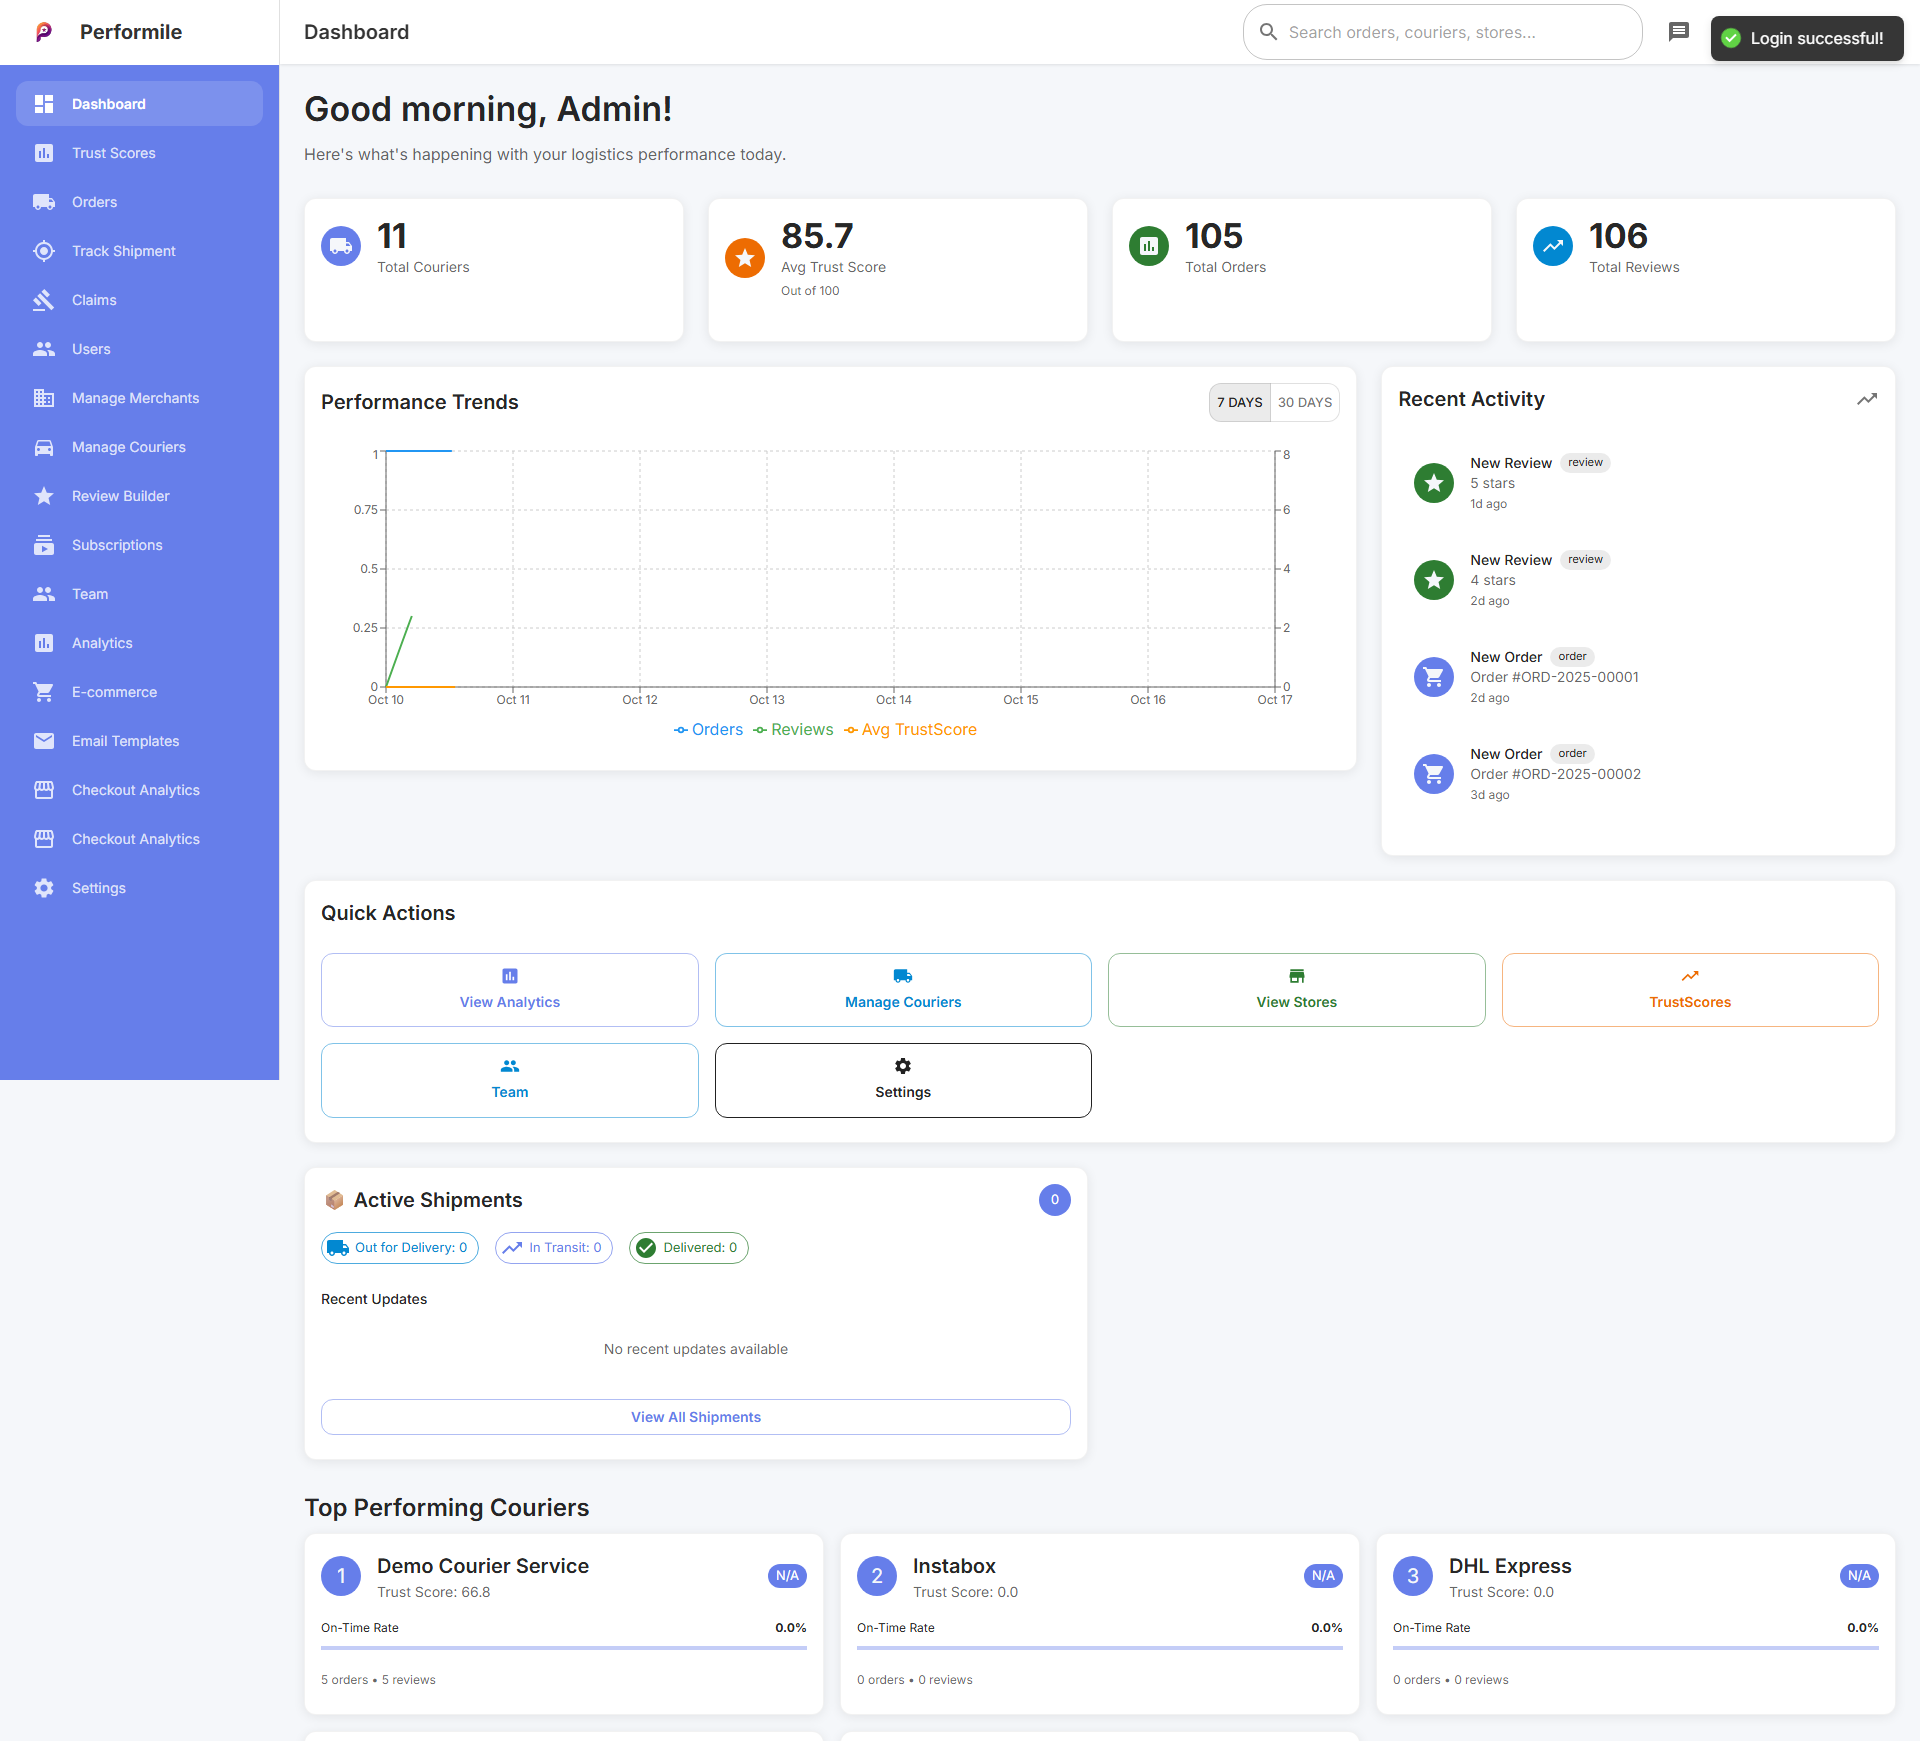 Performile
Dashboard
Search orders, couriers, stores...
Login successful!
Dashboard
Trust Scores
Orders
Track Shipment
Claims
Users
Manage Merchants
Manage Couriers
Review Builder
Subscriptions
Team
Analytics
E-commerce
Email Templates
Checkout Analytics
Checkout Analytics
Settings
Good morning, Admin!
Here's what's happening with your logistics performance today.
11
Total Couriers
85.7
Avg Trust Score
Out of 100
105
Total Orders
106
Total Reviews
Performance Trends
7 DAYS
30 DAYS
1
0.75
0.5
0.25
0
8
6
4
2
0
Oct 10
Oct 11
Oct 12
Oct 13
Oct 14
Oct 15
Oct 16
Oct 17
Orders
Reviews
Avg TrustScore
Recent Activity
New Review review
5 stars
1d ago
New Review review
4 stars
2d ago
New Order order
Order #ORD-2025-00001
2d ago
New Order order
Order #ORD-2025-00002
3d ago
Quick Actions
View Analytics
Manage Couriers
View Stores
TrustScores
Team
Settings
Active Shipments
0
Out for Delivery: 0
In Transit: 0
Delivered: 0
Recent Updates
No recent updates available
View All Shipments
Top Performing Couriers
1
Demo Courier Service
Trust Score: 66.8
N/A
On-Time Rate
0.0%
5 orders • 5 reviews
2
Instabox
Trust Score: 0.0
N/A
On-Time Rate
0.0%
0 orders • 0 reviews
3
DHL Express
Trust Score: 0.0
N/A
On-Time Rate
0.0%
0 orders • 0 reviews